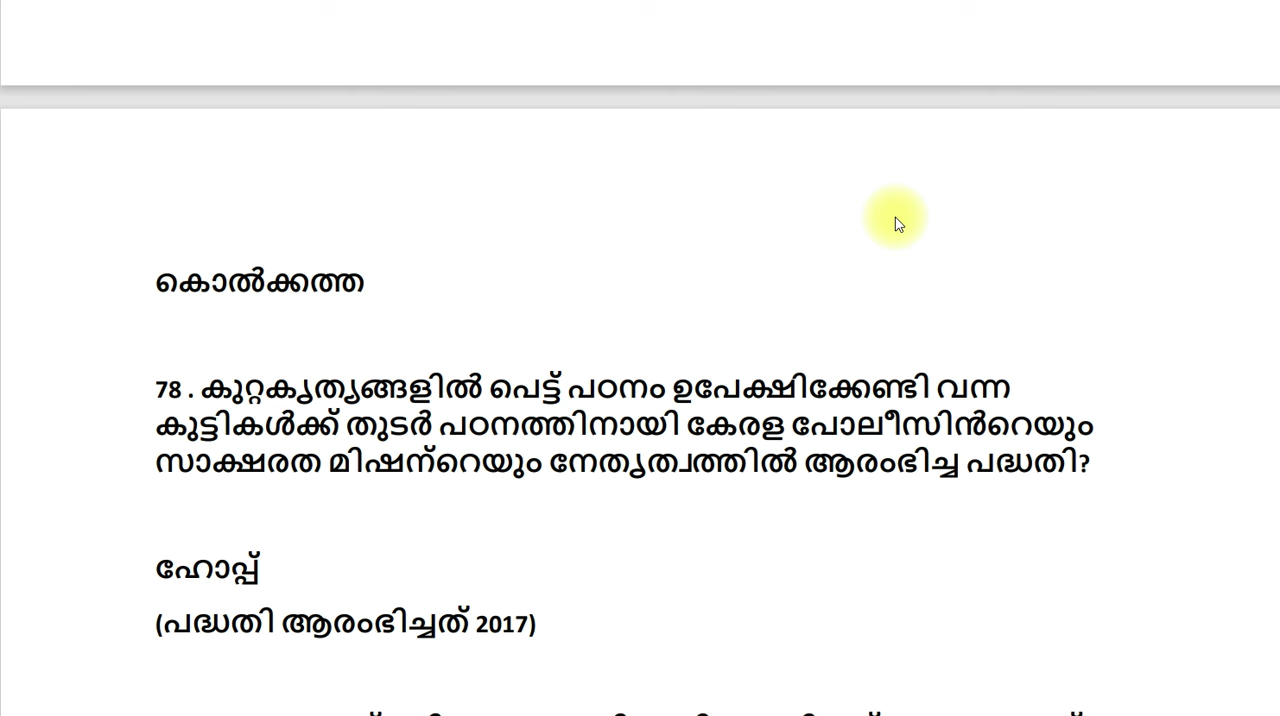 കൊൽക്കത്ത
78 . കുറ്റകൃത്യങ്ങളിൽ പെട്ട് പഠനം ഉപേക്ഷിക്കേണ്ടി വന്ന
കുട്ടികൾക്ക് തുടർ പഠനത്തിനായി കേരള പോലീസിൻറെയും
സാക്ഷരത മിഷന്റെയും നേതൃത്വത്തിൽ ആരംഭിച്ച പദ്ധതി?
ഹോപ്പ്
(പദ്ധതി ആരംഭിച്ചത് 2017)